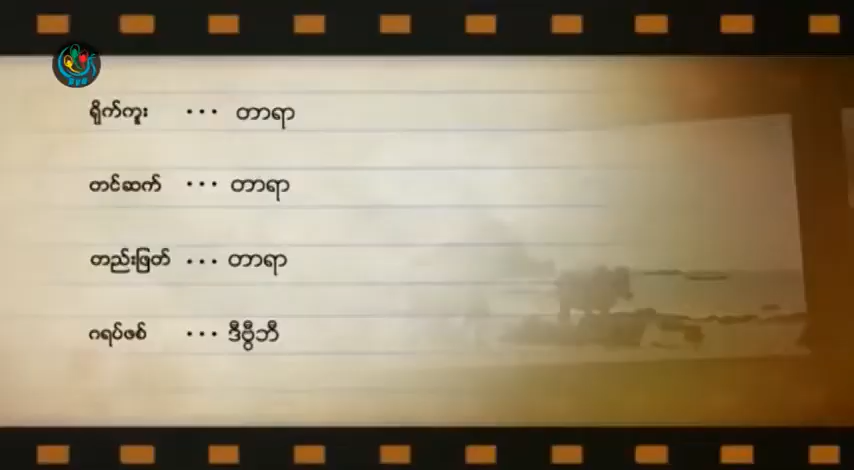 ရိုက်ကူး ... တာရာ
တင်ဆက် ... တာရာ
တည်းဖြတ် ... တာရာ
ဂရပ်ဖစ် ... ဒီဗွီဘီ